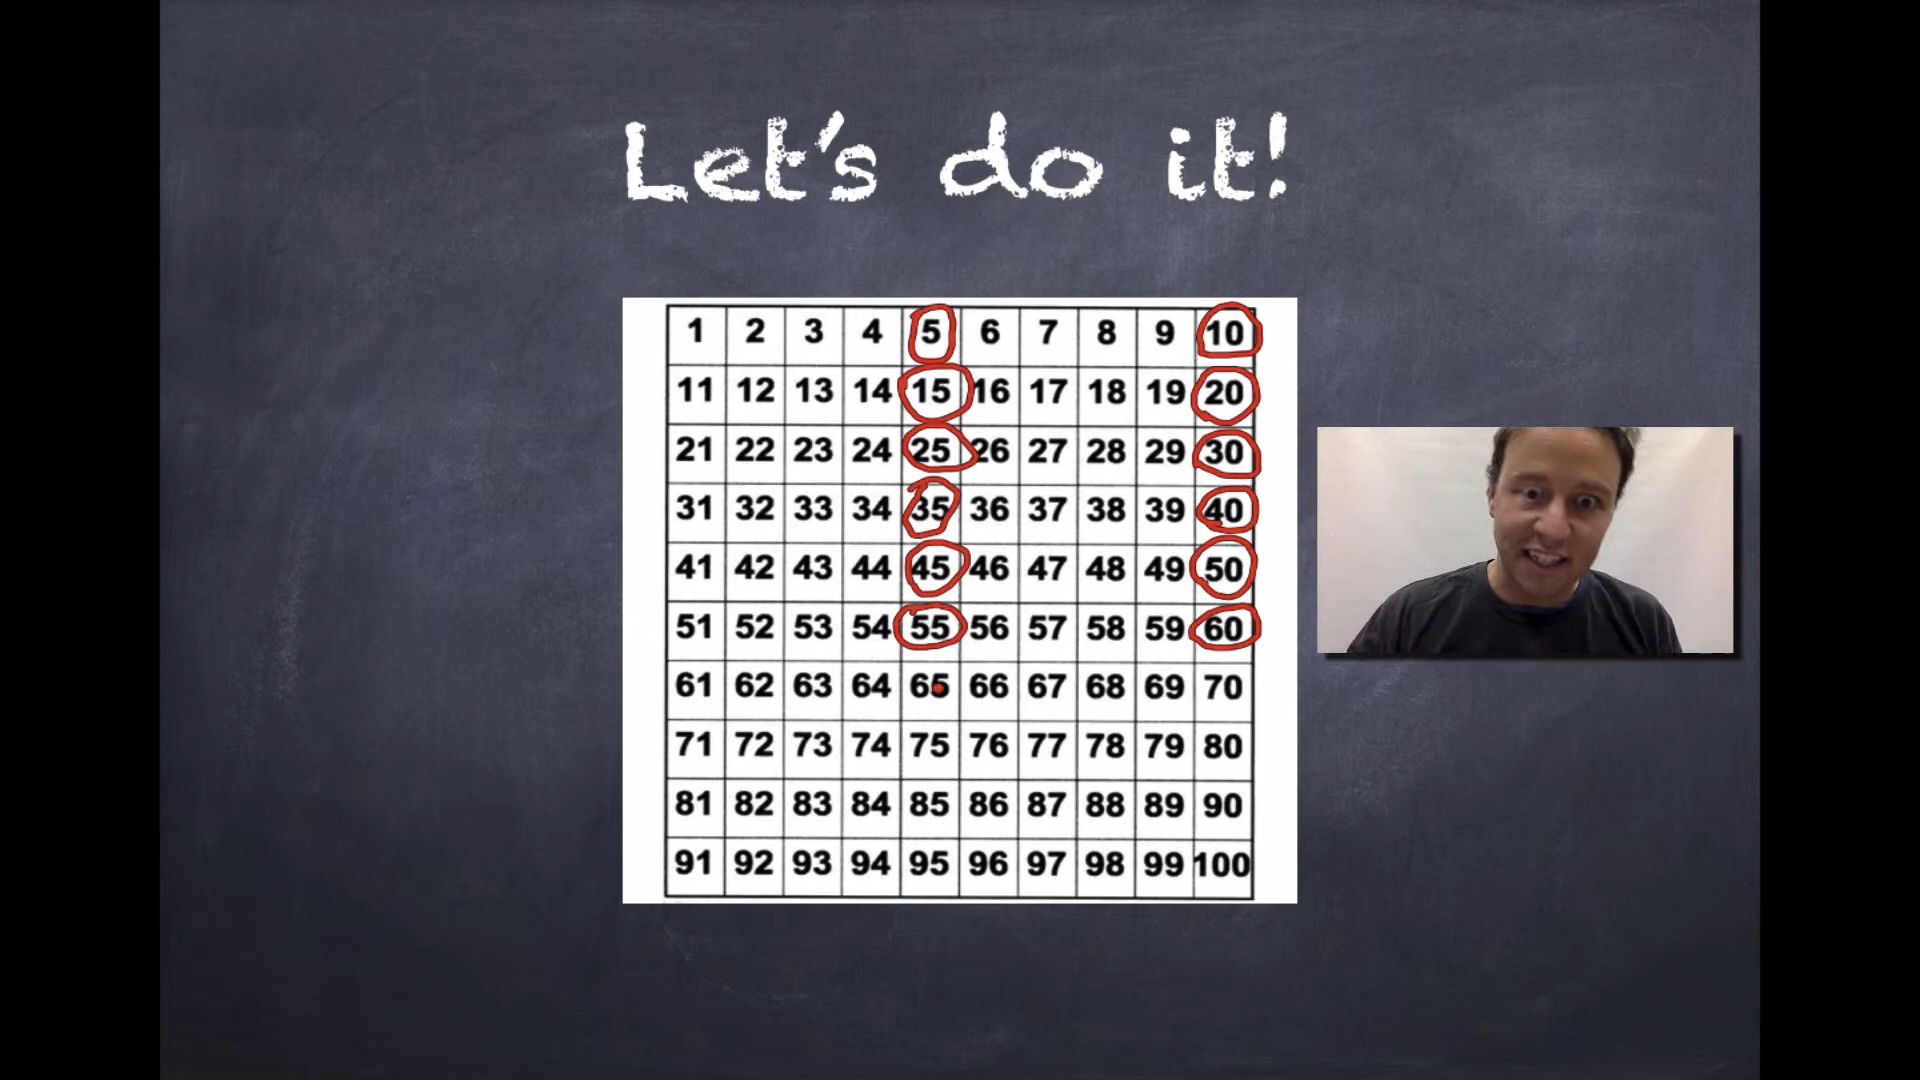 Let's do it!
1 2 3 4 5 6 7 8 9 10
11 12 13 14 15 16 17 18 19 20
21 22 23 24 25 26 27 28 29 30
31 32 33 34 35 36 37 38 39 40
41 42 43 44 45 46 47 48 49 50
51 52 53 54 55 56 57 58 59 60
61 62 63 64 65 66 67 68 69 70
71 72 73 74 75 76 77 78 79 80
81 82 83 84 85 86 87 88 89 90
91 92 93 94 95 96 97 98 99 100